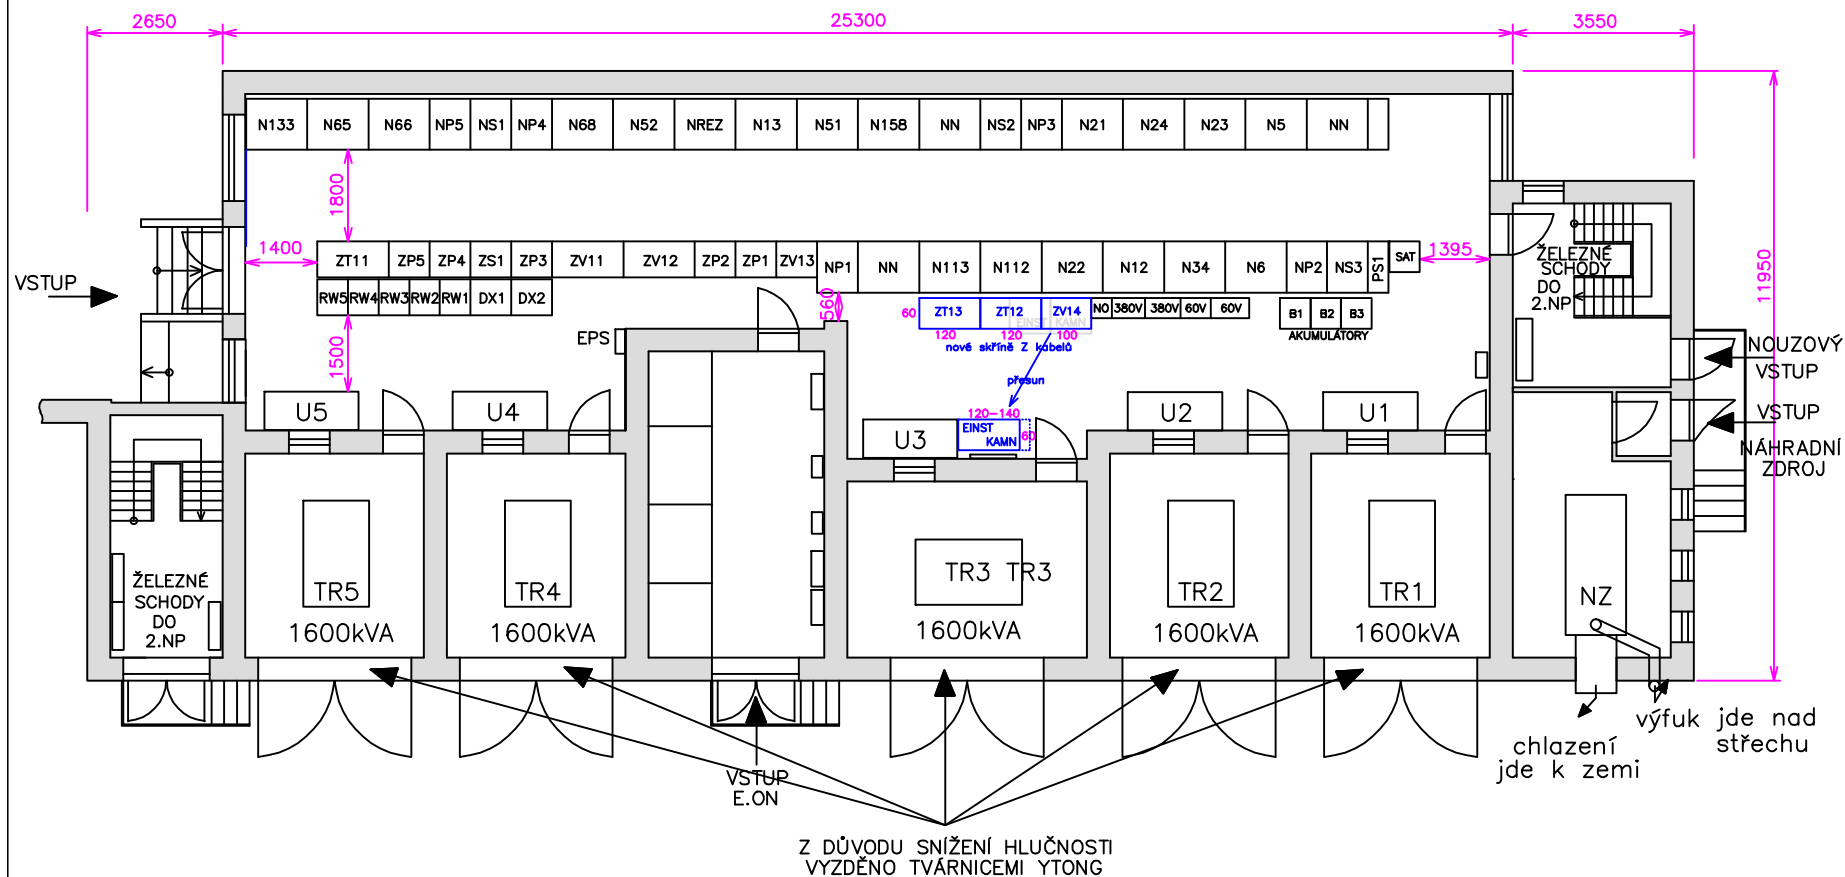 2650
25300
3550
N133 N65 N66 NP5 NS1 NP4 N68 N52 NREZ N13 N51 N158 NN NS2 NP3 N21 N24 N23 N5 NN
1800
1400
ZT11 ZP5 ZP4 ZS1 ZP3 ZV11 ZV12 ZP2 ZP1 ZV13 NP1 NN N113 N112 N22 N12 N34 N6 NP2 NS3 PS1 SAT
1395
11950
ŽELEZNÉ
SCHODY
DO
2.NP
VSTUP
RW5 RW4 RW3 RW2 RW1 DX1 DX2
560
60
ZT13 ZT12 ZV14
EINST KAMN
NO 380V 380V 60V 60V
B1 B2 B3
AKUMULÁTORY
120 120 100
nové skříně Z kabelů
EPS
1500
přesun
NOUZOVÝ
VSTUP
U5 U4 U3 U2 U1
120-140
EINST
KAMN
60
VSTUP
NÁHRADNÍ
ZDROJ
ŽELEZNÉ
SCHODY
DO
2.NP
TR5
1600kVA
TR4
1600kVA
TR3 TR3
1600kVA
TR2
1600kVA
TR1
1600kVA
NZ
výfuk jde nad
střechu
chlazení
jde k zemi
VSTUP
E.ON
Z DŮVODU SNÍŽENÍ HLUČNOSTI
VYZDĚNO TVÁRNICEMI YTONG